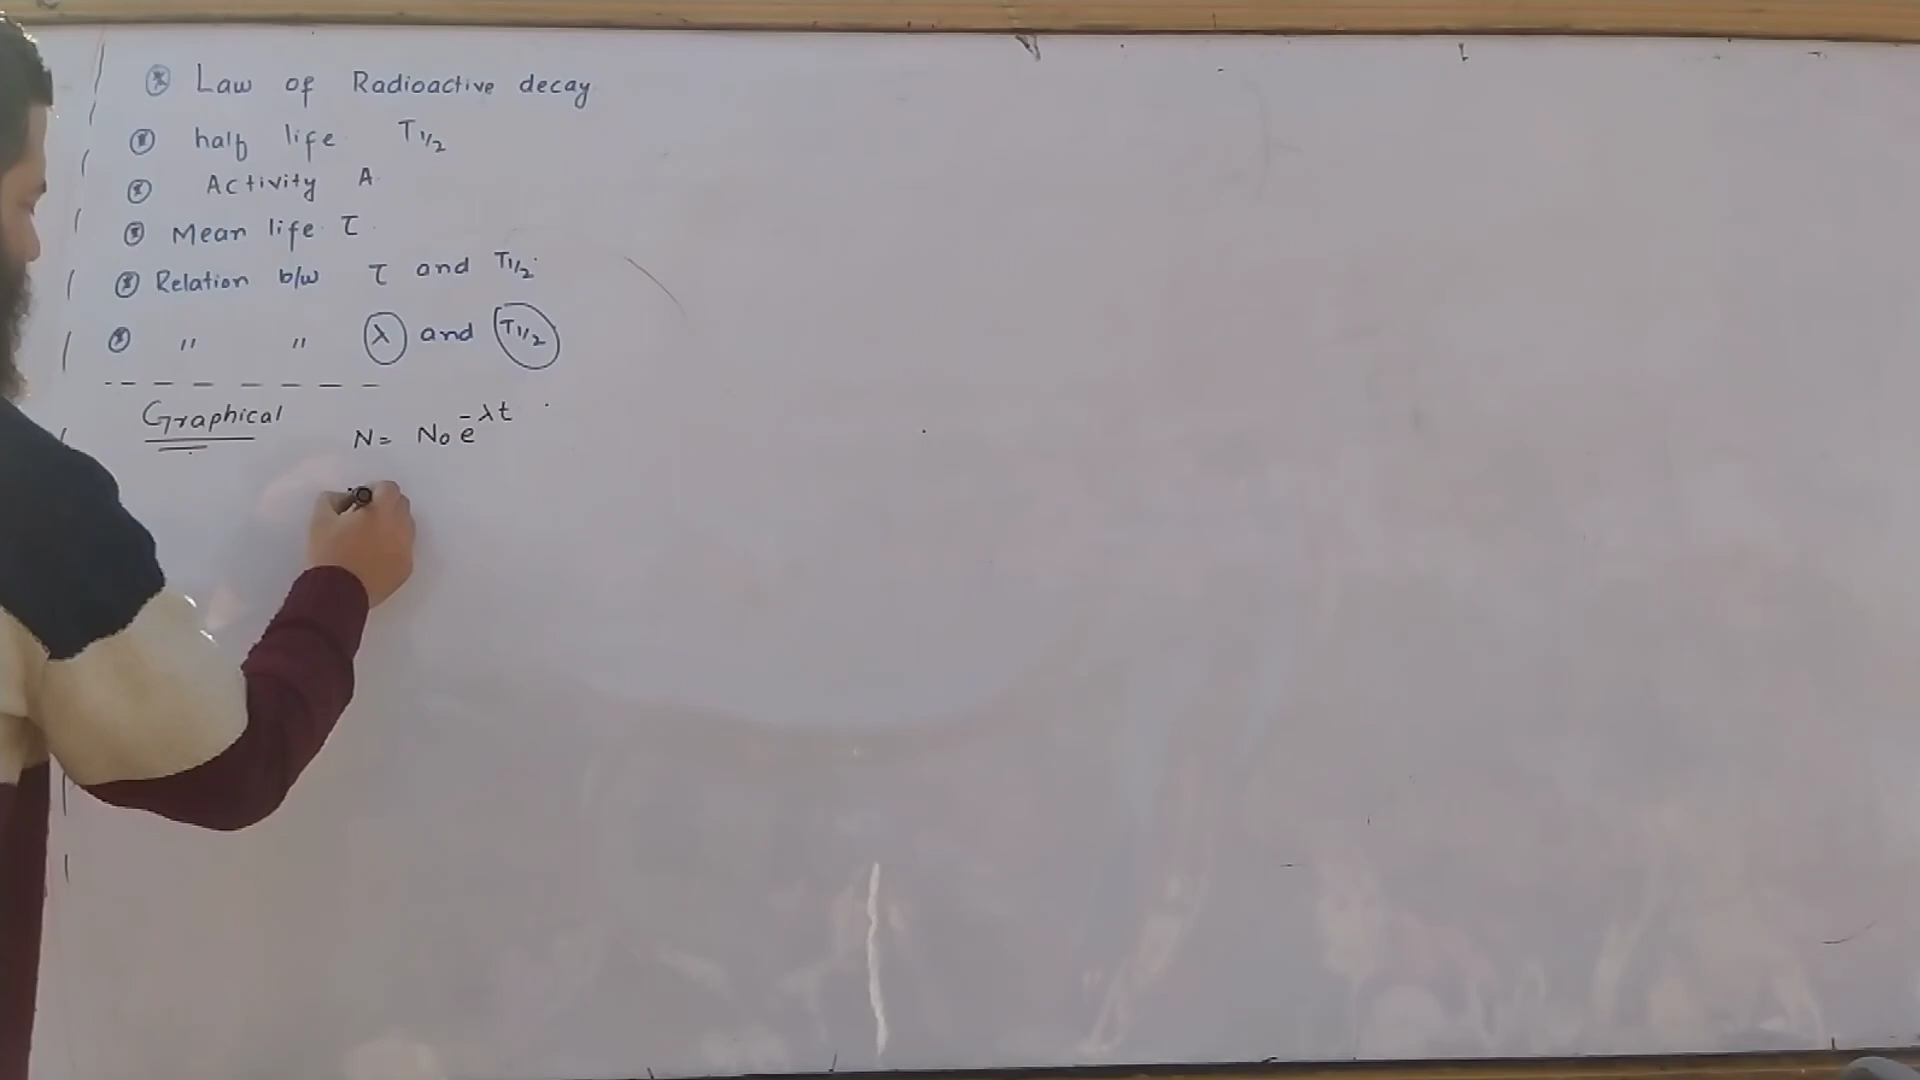 ⊛ Law of Radioactive decay
⊛ half life T1/2
⊛ Activity A
⊛ Mean life τ
⊛ Relation b/w τ and T1/2
⊛ " " λ and T1/2
Graphical
N = N₀ e^-λt